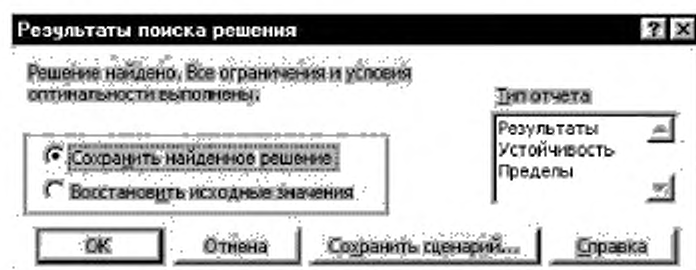 Результаты поиска решения
Решение найдено. Все ограничения и условия
оптимальности выполнены.
Тип отчета
Результаты
Устойчивость
Пределы
Сохранить найденное решение
Восстановить исходные значения
ОК
Отмена
Сохранить сценарий...
Справка